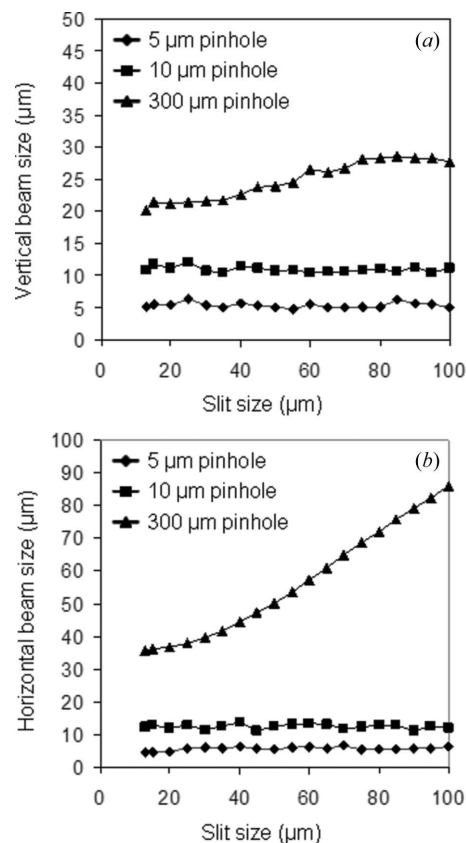 50
45
40
35
30
25
20
15
10
5
0
Vertical beam size (µm)
(a)
5 µm pinhole
10 µm pinhole
300 µm pinhole
0 20 40 60 80 100
Slit size (µm)
100
90
80
70
60
50
40
30
20
10
0
Horizontal beam size (µm)
(b)
5 µm pinhole
10 µm pinhole
300 µm pinhole
0 20 40 60 80 100
Slit size (µm)